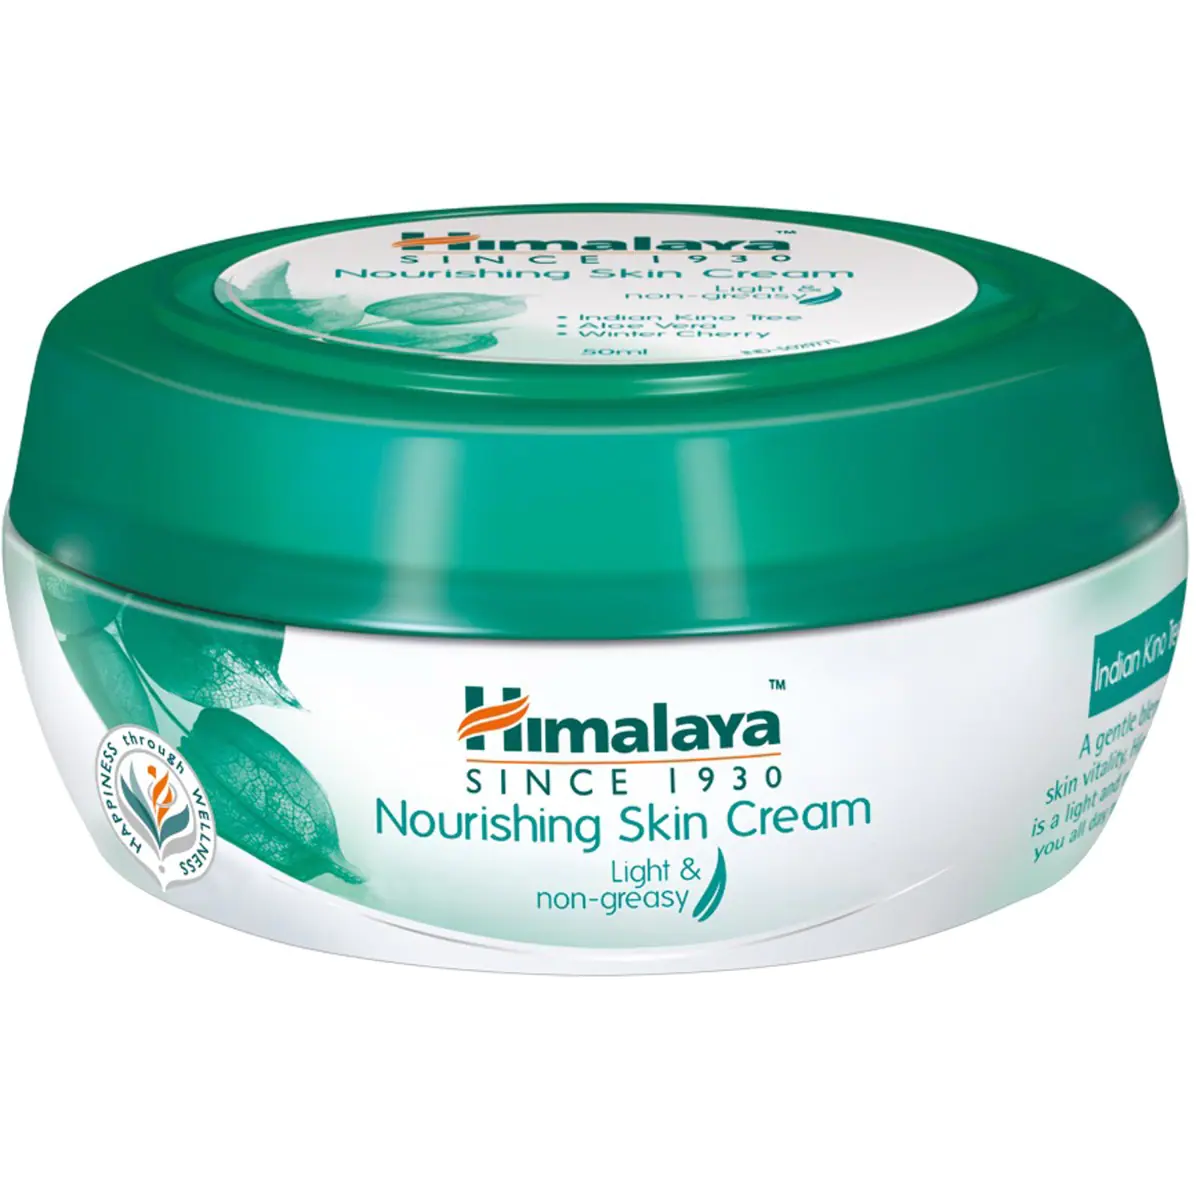 Himalaya™
SINCE 1930
Nourishing Skin Cream
Light &
non-greasy
• Indian Kino Tree
• Aloe Vera
• Winter Cherry
50ml
HAPPINESS through WELLNESS
Himalaya™
SINCE 1930
Nourishing Skin Cream
Light &
non-greasy
Indian Kino
A gentle
skin vitality,
is a light and
you all day